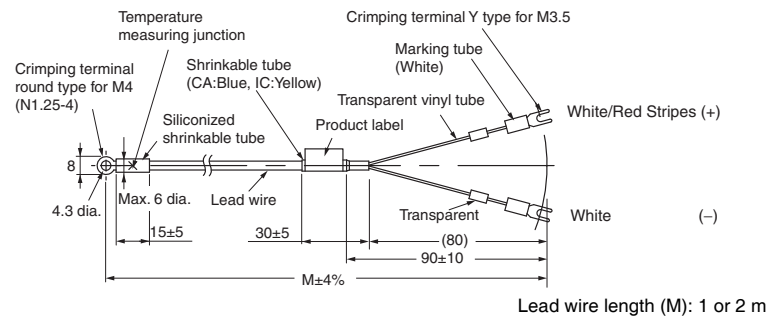 Temperature
measuring junction
Crimping terminal Y type for M3.5
Marking tube
(White)
Crimping terminal
round type for M4
(N1.25-4)
Shrinkable tube
(CA:Blue, IC:Yellow)
Transparent vinyl tube
White/Red Stripes (+)
Siliconized
shrinkable tube
Product label
8
4.3 dia.
Max. 6 dia.
Lead wire
Transparent
White (−)
15±5
30±5
(80)
90±10
M±4%
Lead wire length (M): 1 or 2 m